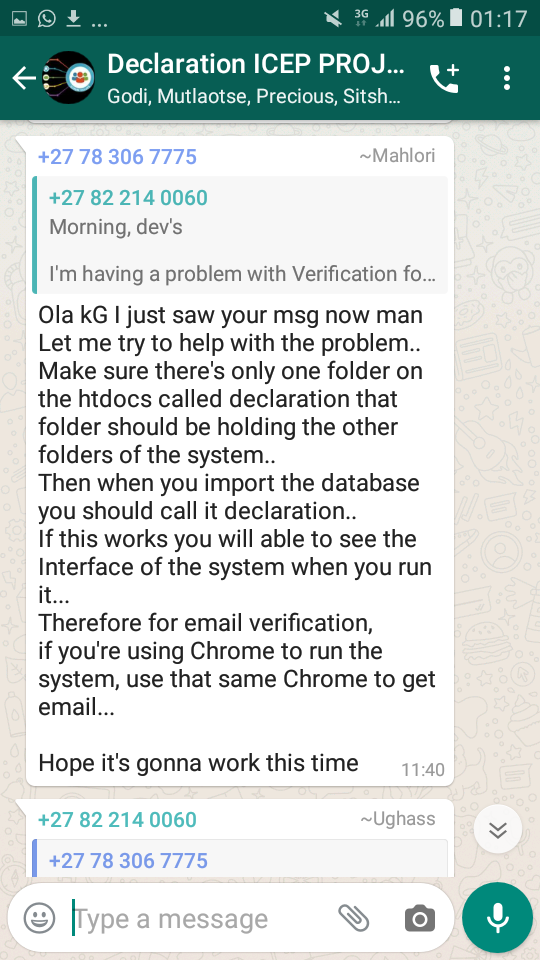 ...
3G
96%
01:17
Declaration ICEP PROJ...
Godi, Mutlaotse, Precious, Sitsh...
+27 78 306 7775
~Mahlori
+27 82 214 0060
Morning, dev's
I'm having a problem with Verification fo...
Ola kG I just saw your msg now man
Let me try to help with the problem..
Make sure there's only one folder on
the htdocs called declaration that
folder should be holding the other
folders of the system..
Then when you import the database
you should call it declaration..
If this works you will able to see the
Interface of the system when you run
it...
Therefore for email verification,
if you're using Chrome to run the
system, use that same Chrome to get
email...
Hope it's gonna work this time
11:40
+27 82 214 0060
~Ughass
+27 78 306 7775
Type a message